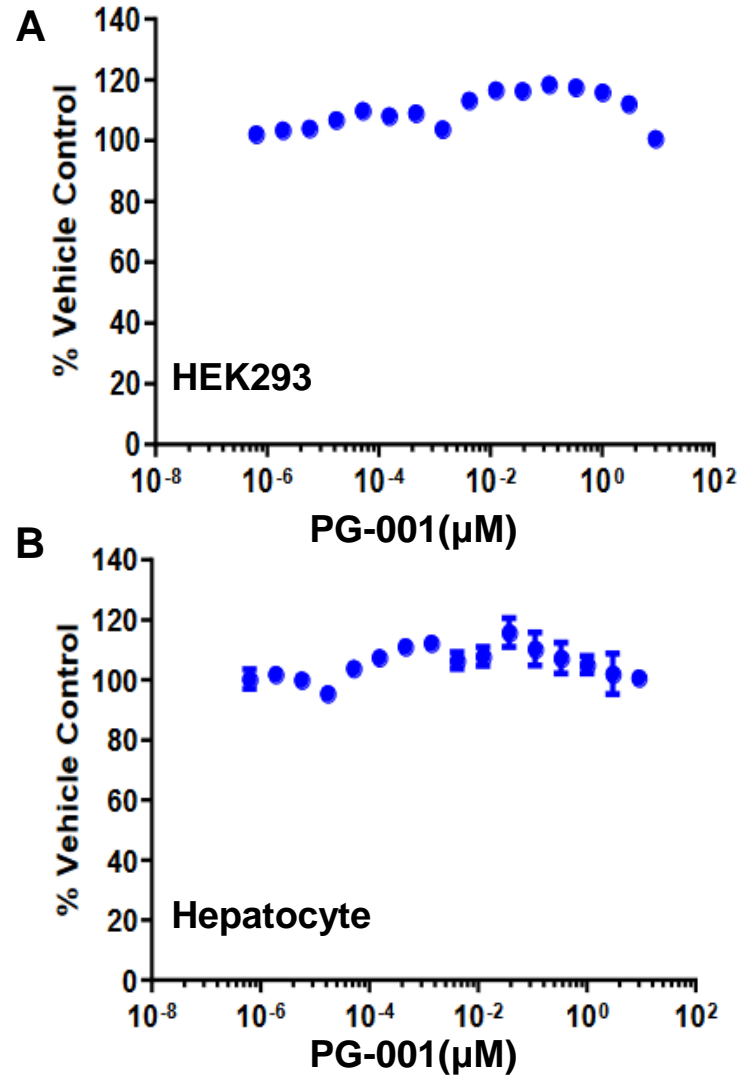 A
% Vehicle Control
140
120
100
80
60
40
20
0
HEK293
10⁻⁸ 10⁻⁶ 10⁻⁴ 10⁻² 10⁰ 10²
PG-001(μM)
B
% Vehicle Control
140
120
100
80
60
40
20
0
Hepatocyte
10⁻⁸ 10⁻⁶ 10⁻⁴ 10⁻² 10⁰ 10²
PG-001(μM)